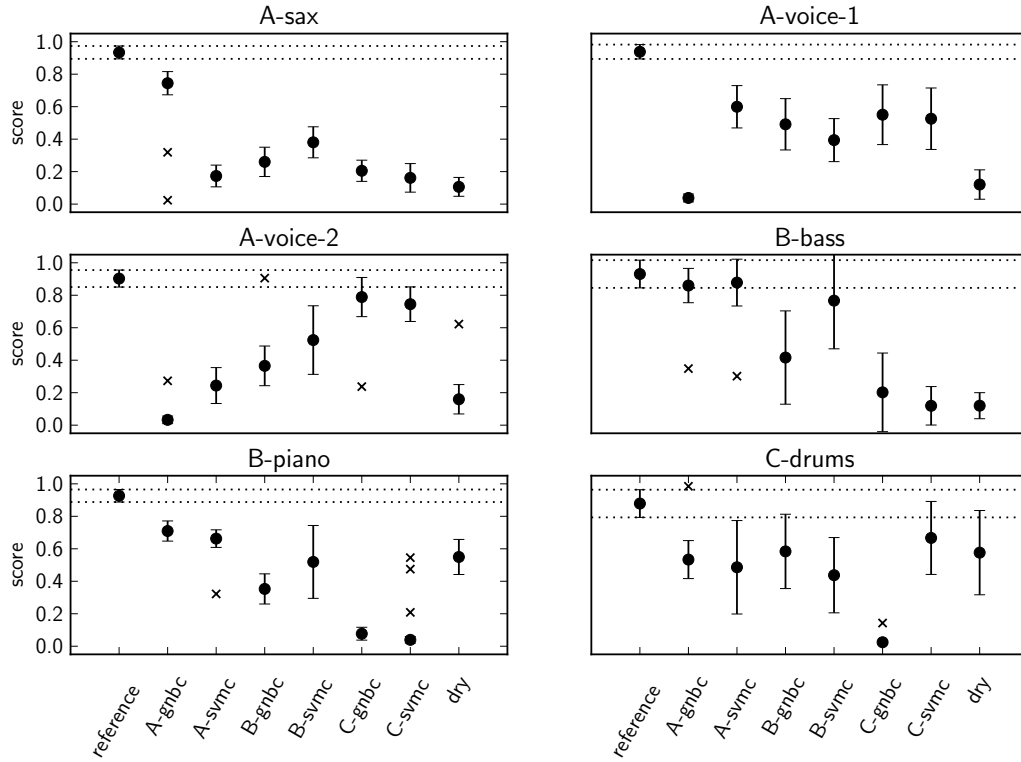 A-sax
A-voice-1
1.0
0.8
0.6
0.4
0.2
0.0
score
A-voice-2
B-bass
1.0
0.8
0.6
0.4
0.2
0.0
score
B-piano
C-drums
1.0
0.8
0.6
0.4
0.2
0.0
score
reference
A-gnbc
A-svmc
B-gnbc
B-svmc
C-gnbc
C-svmc
dry
reference
A-gnbc
A-svmc
B-gnbc
B-svmc
C-gnbc
C-svmc
dry